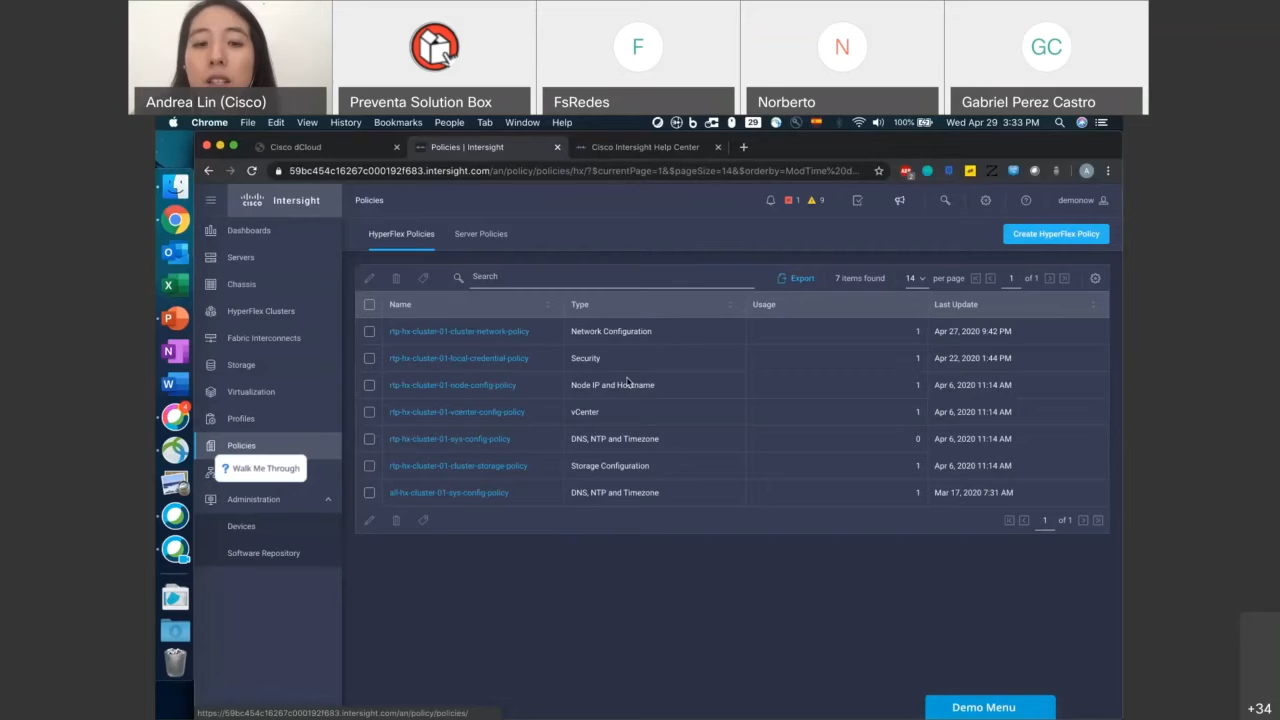 F
N
GC
Andrea Lin (Cisco)
Preventa Solution Box
FsRedes
Norberto
Gabriel Perez Castro
Chrome File Edit View History Bookmarks People Tab Window Help
29
100%
Wed Apr 29 3:33 PM
Cisco dCloud
Policies | Intersight
Cisco Intersight Help Center
59bc454c16267c000192f683.intersight.com/an/policy/policies/hx/?$currentPage=1&pageSize=14&$orderby=ModTime%20d...
A
cisco Intersight
Policies
1
9
demonow
Dashboards
Servers
Chassis
HyperFlex Clusters
Fabric Interconnects
Storage
Virtualization
Profiles
Policies
? Walk Me Through
Administration
Devices
Software Repository
HyperFlex Policies
Server Policies
Create HyperFlex Policy
Search
Export
7 items found
14 per page
1 of 1
Name Type Usage Last Update
rtp-hx-cluster-01-cluster-network-policy Network Configuration 1 Apr 27, 2020 9:42 PM
rtp-hx-cluster-01-local-credential-policy Security 1 Apr 22, 2020 1:44 PM
rtp-hx-cluster-01-node-config-policy Node IP and Hostname 1 Apr 6, 2020 11:14 AM
rtp-hx-cluster-01-vcenter-config-policy vCenter 1 Apr 6, 2020 11:14 AM
rtp-hx-cluster-01-sys-config-policy DNS, NTP and Timezone 0 Apr 6, 2020 11:14 AM
rtp-hx-cluster-01-cluster-storage-policy Storage Configuration 1 Apr 6, 2020 11:14 AM
all-hx-cluster-01-sys-config-policy DNS, NTP and Timezone 1 Mar 17, 2020 7:31 AM
1 of 1
4
https://59bc454c16267c000192f683.intersight.com/an/policy/policies/
Demo Menu
+34